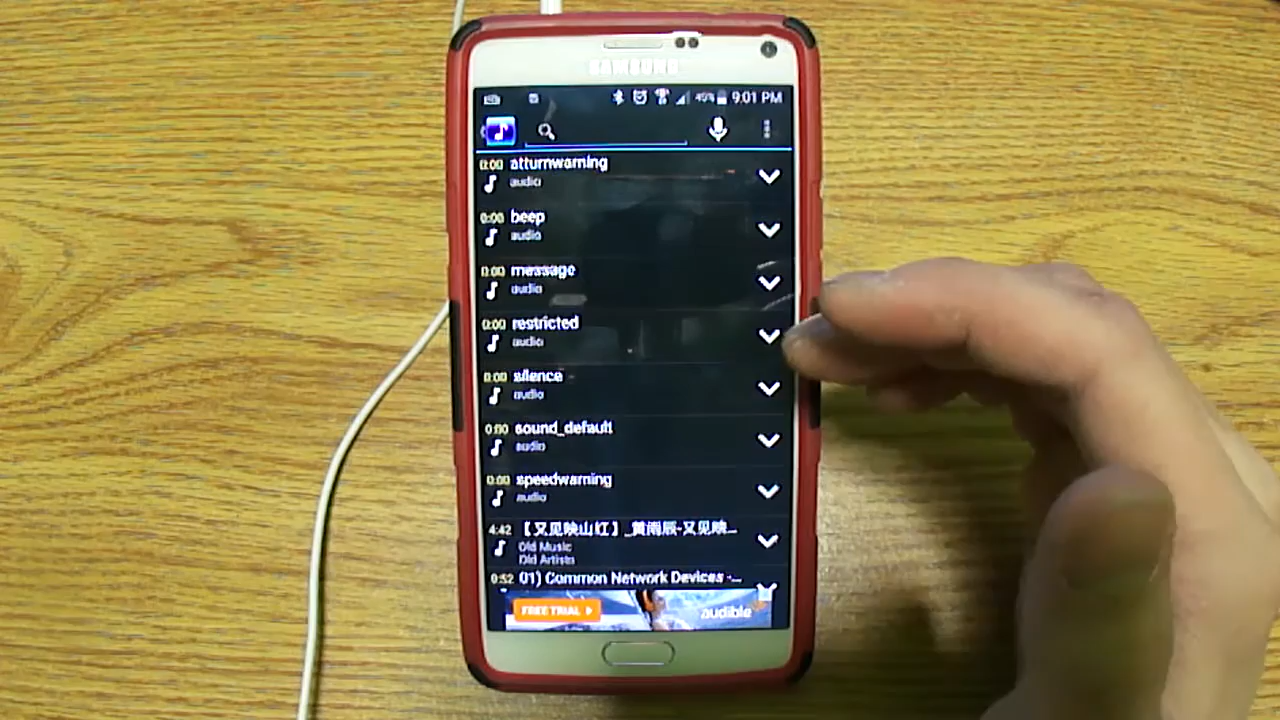 SAMSUNG
49% 9:01 PM
0:00 atturnwarning
audio
0:00 beep
audio
0:00 message
audio
0:00 restricted
audio
0:00 silence
audio
0:00 sound_default
audio
0:00 speedwarning
audio
4:42 【又见映山红】_黄雨辰-又见映...
Old Music
Old Artists
0:52 01) Common Network Devices -...
FREE TRIAL
audible